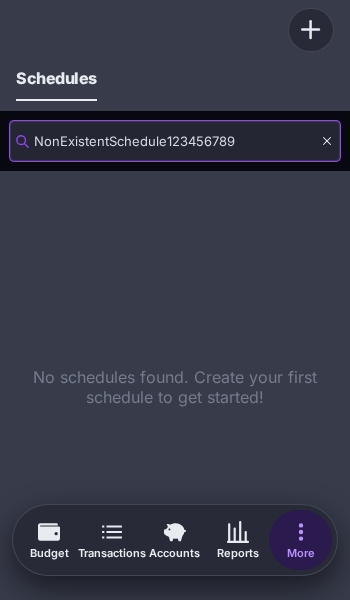 Schedules
NonExistentSchedule123456789
No schedules found. Create your first
schedule to get started!
Budget Transactions Accounts Reports More